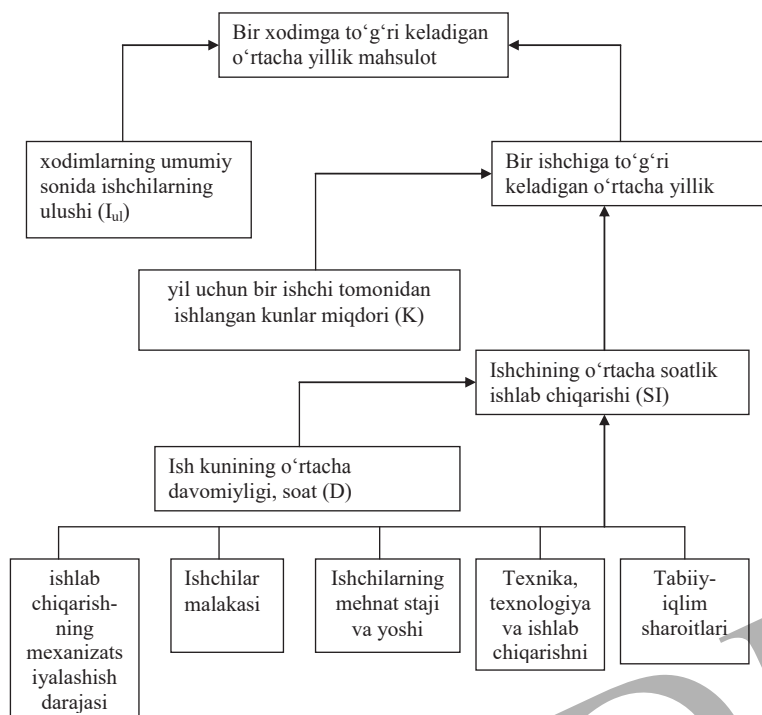 Bir xodimga to‘g‘ri keladigan
o‘rtacha yillik mahsulot
xodimlarning umumiy
sonida ishchilarning
ulushi (Iul)
Bir ishchiga to‘g‘ri
keladigan o‘rtacha yillik
yil uchun bir ishchi tomonidan
ishlangan kunlar miqdori (K)
Ishchining o‘rtacha soatlik
ishlab chiqarishi (SI)
Ish kunining o‘rtacha
davomiyligi, soat (D)
ishlab
chiqarish-
ning
mexanizats
iyalashish
darajasi
Ishchilar
malakasi
Ishchilarning
mehnat staji
va yoshi
Texnika,
texnologiya
va ishlab
chiqarishni
Tabiiy-
iqlim
sharoitlari